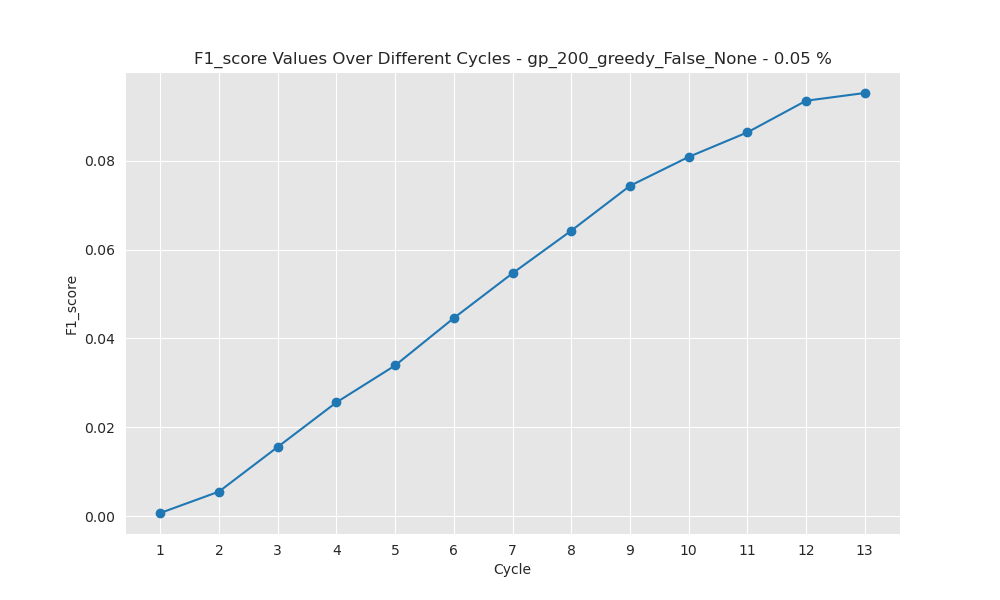 F1_score Values Over Different Cycles - gp_200_greedy_False_None - 0.05 %
F1_score
0.08
0.06
0.04
0.02
0.00
1 2 3 4 5 6 7 8 9 10 11 12 13
Cycle